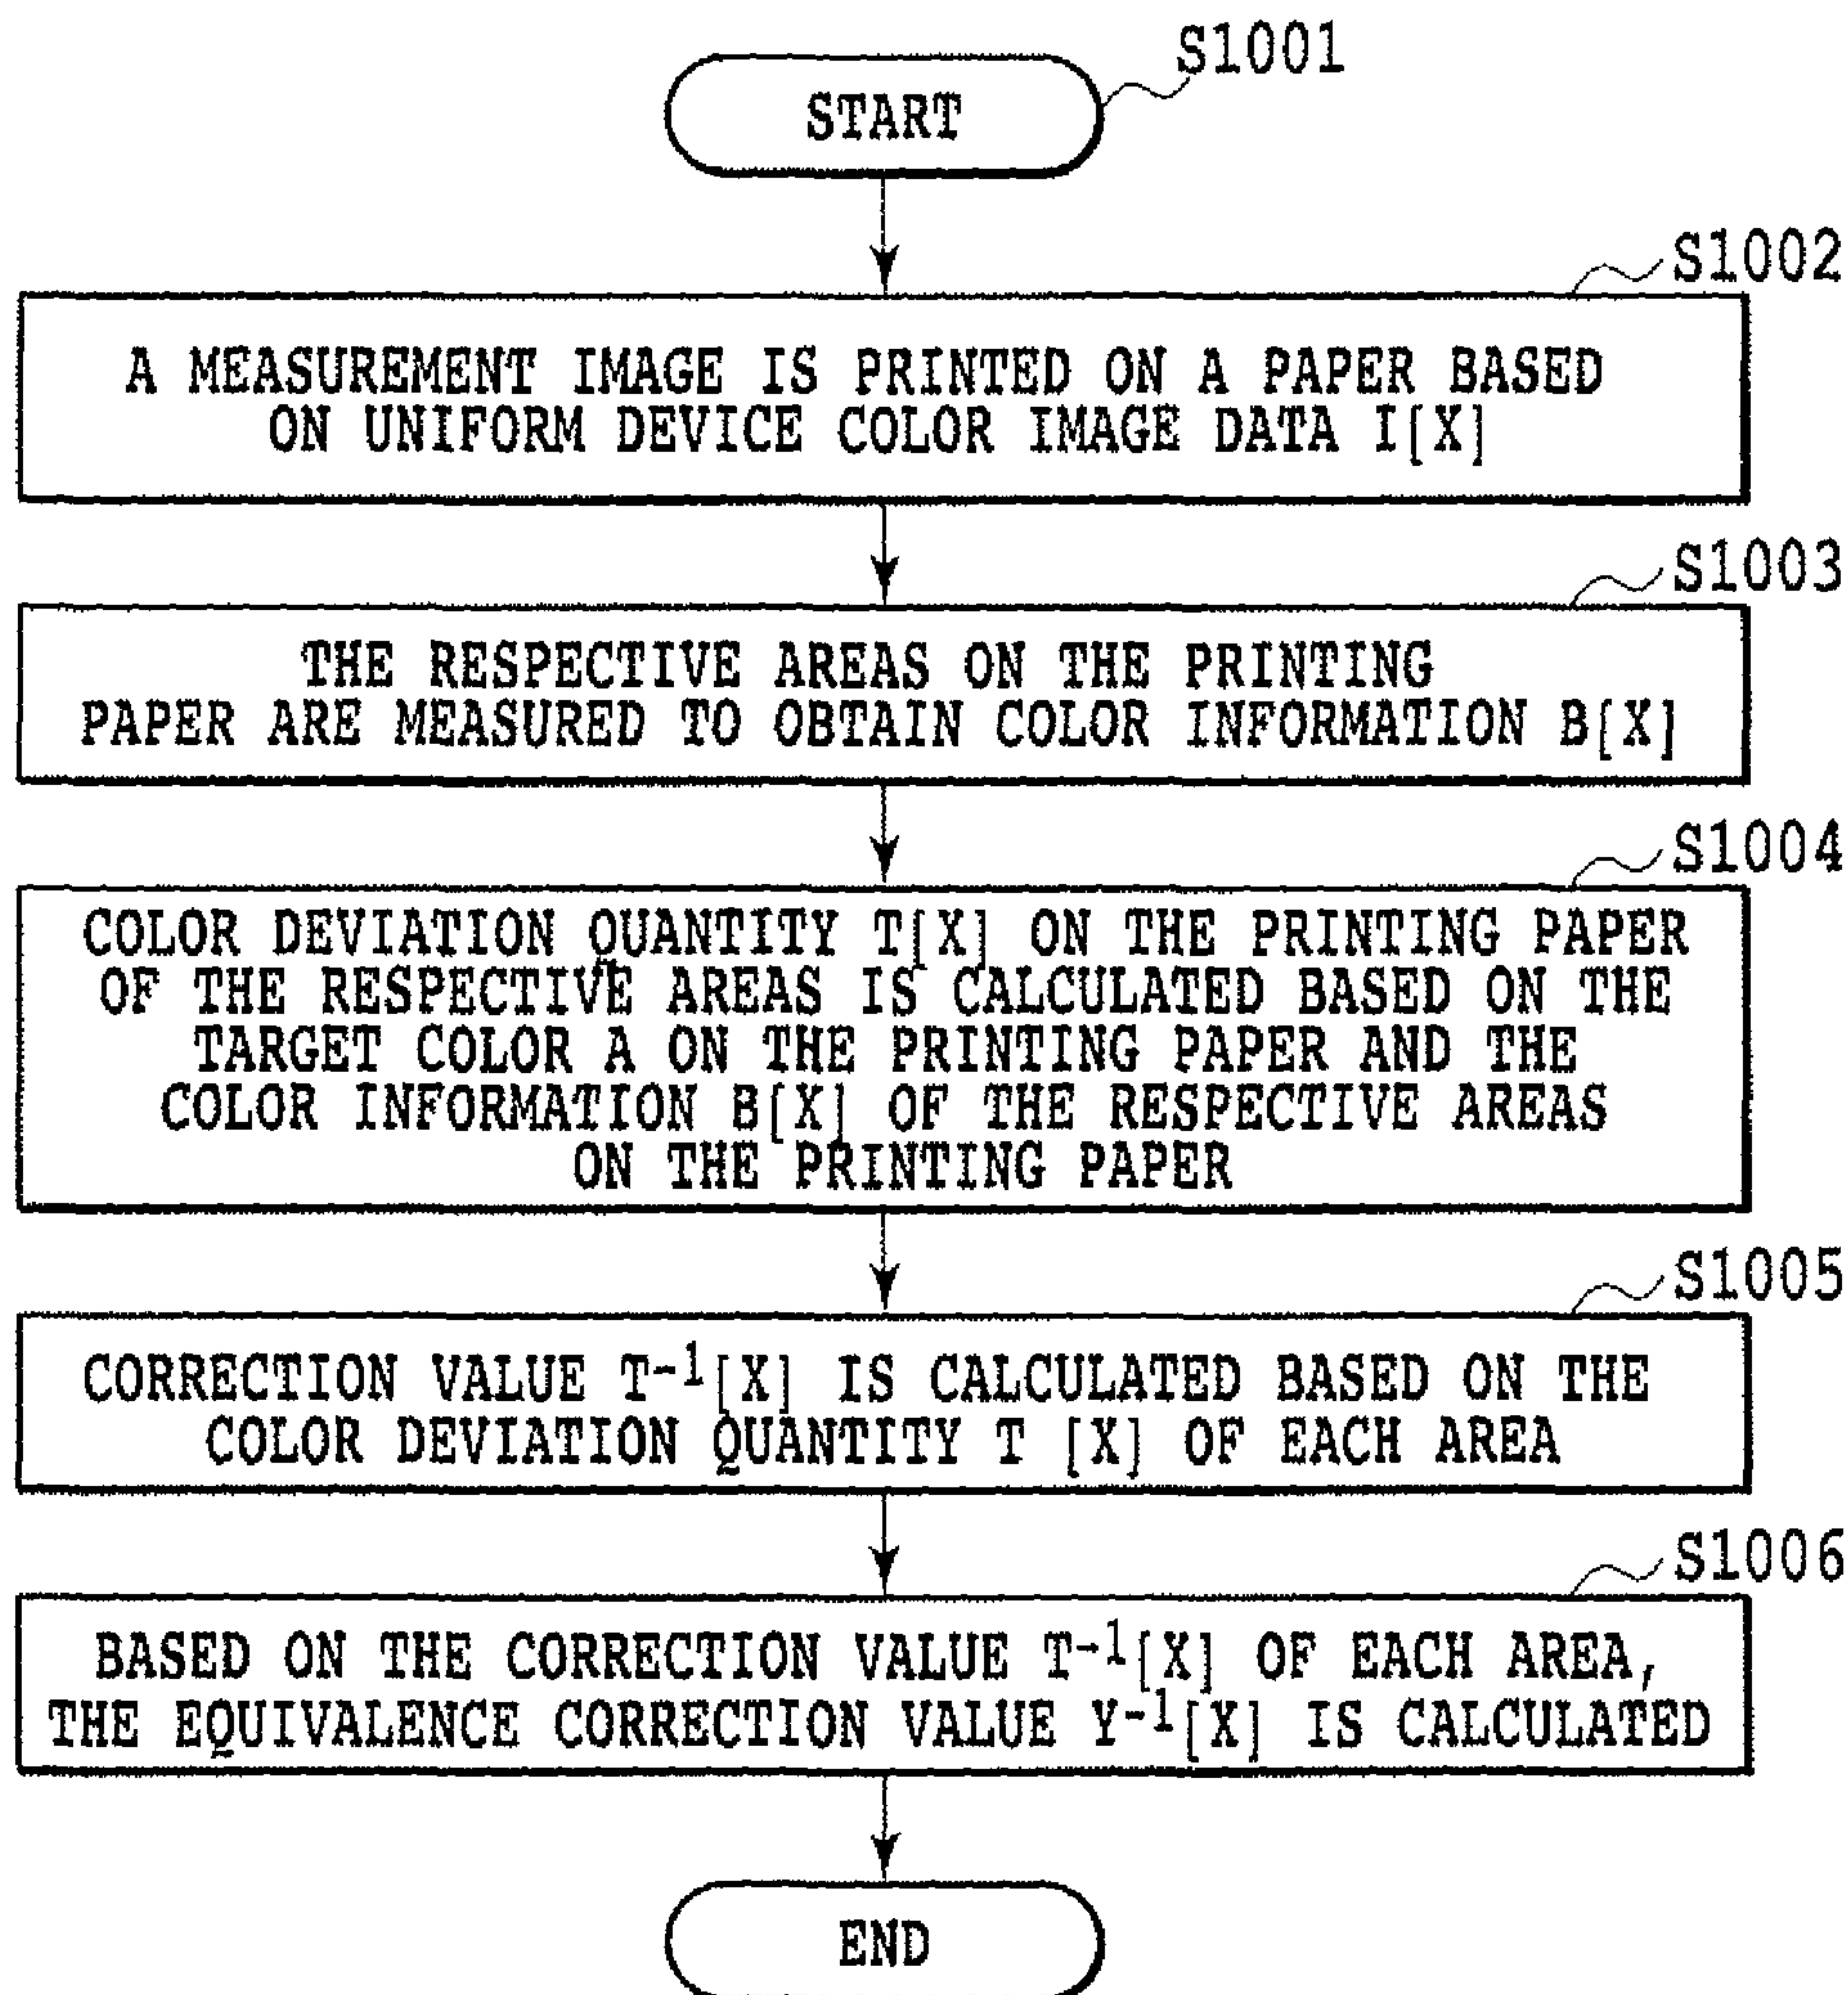 S1001
START
S1002
A MEASUREMENT IMAGE IS PRINTED ON A PAPER BASED
ON UNIFORM DEVICE COLOR IMAGE DATA I[X]
S1003
THE RESPECTIVE AREAS ON THE PRINTING
PAPER ARE MEASURED TO OBTAIN COLOR INFORMATION B[X]
S1004
COLOR DEVIATION QUANTITY T[X] ON THE PRINTING PAPER
OF THE RESPECTIVE AREAS IS CALCULATED BASED ON THE
TARGET COLOR A ON THE PRINTING PAPER AND THE
COLOR INFORMATION B[X] OF THE RESPECTIVE AREAS
ON THE PRINTING PAPER
S1005
CORRECTION VALUE T⁻¹[X] IS CALCULATED BASED ON THE
COLOR DEVIATION QUANTITY T [X] OF EACH AREA
S1006
BASED ON THE CORRECTION VALUE T⁻¹[X] OF EACH AREA,
THE EQUIVALENCE CORRECTION VALUE Y⁻¹[X] IS CALCULATED
END